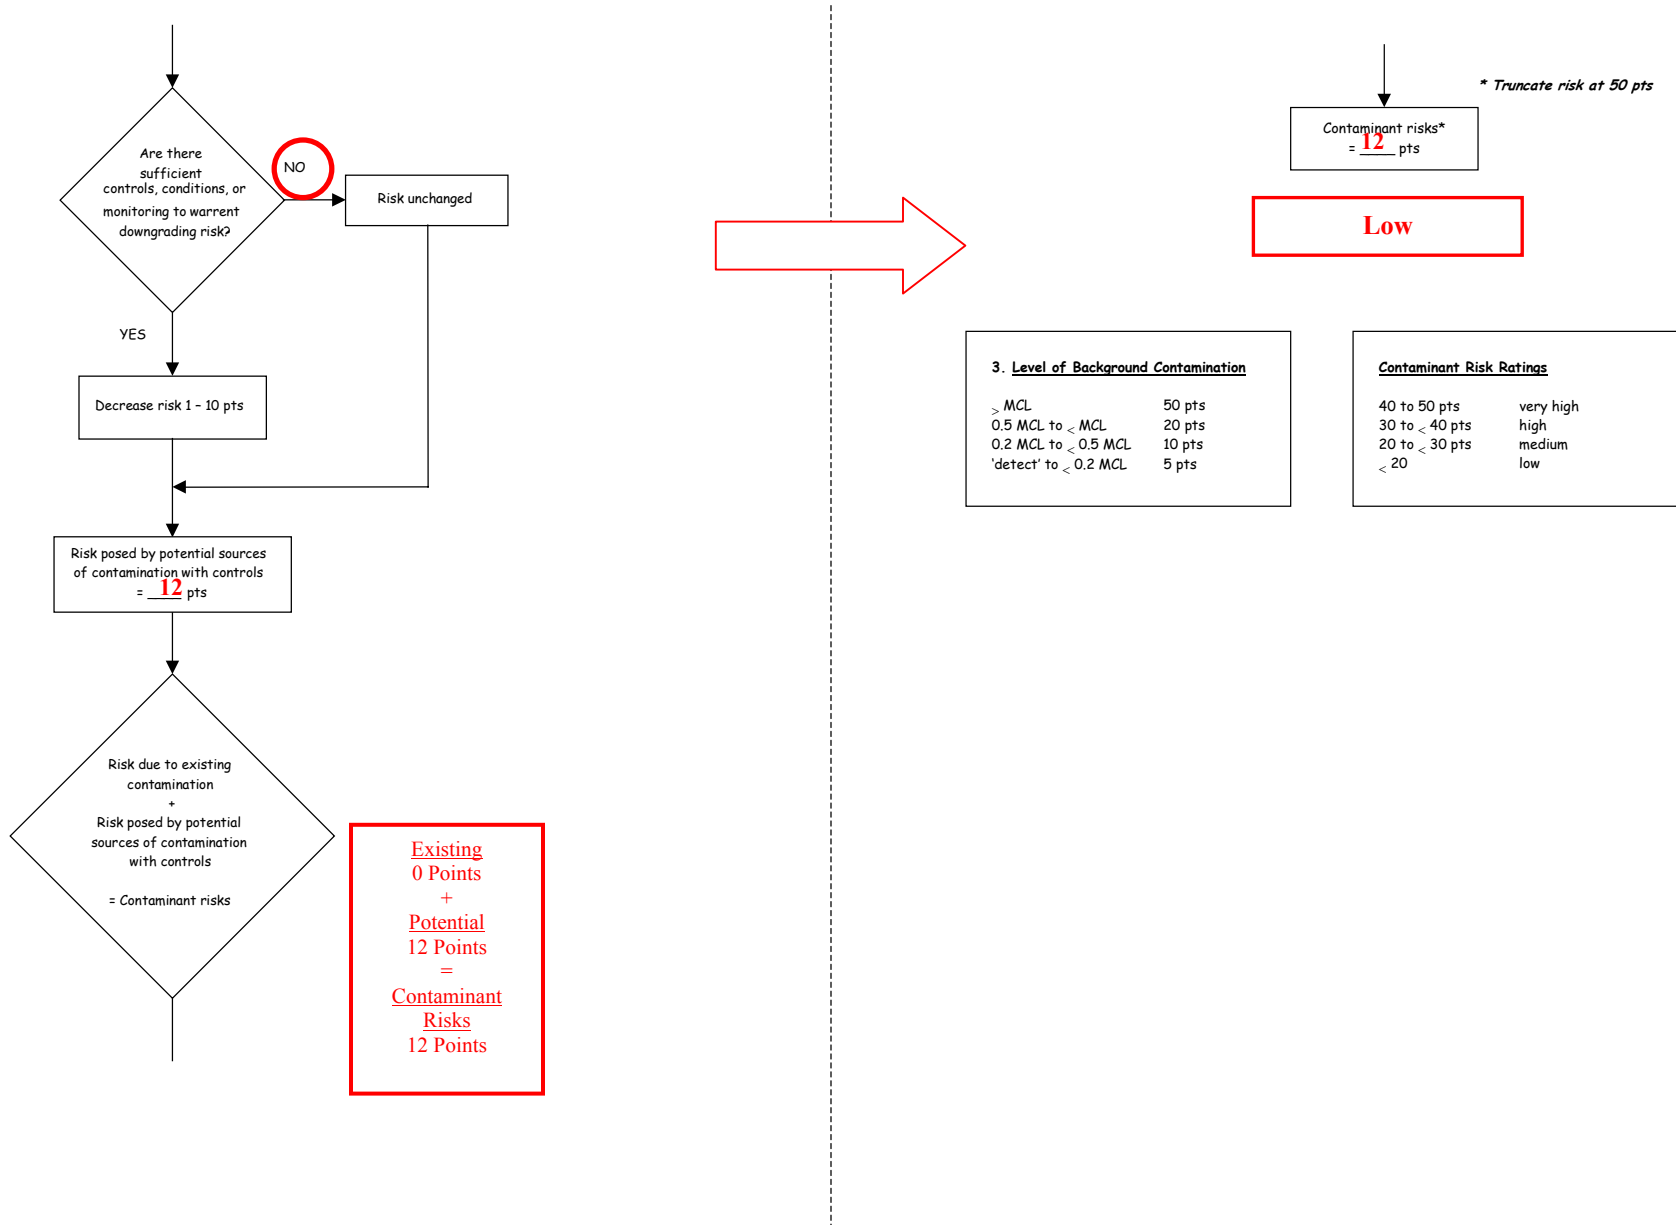 Are there
sufficient
controls, conditions, or
monitoring to warrent
downgrading risk?
NO
Risk unchanged
YES
Decrease risk 1 – 10 pts
Risk posed by potential sources
of contamination with controls
= 12 pts
Risk due to existing
contamination
+
Risk posed by potential
sources of contamination
with controls
= Contaminant risks
Existing
0 Points
+
Potential
12 Points
=
Contaminant
Risks
12 Points
* Truncate risk at 50 pts
Contaminant risks*
= 12 pts
Low
3. Level of Background Contamination
> MCL 50 pts
0.5 MCL to < MCL 20 pts
0.2 MCL to < 0.5 MCL 10 pts
'detect' to < 0.2 MCL 5 pts
Contaminant Risk Ratings
40 to 50 pts very high
30 to < 40 pts high
20 to < 30 pts medium
< 20 low